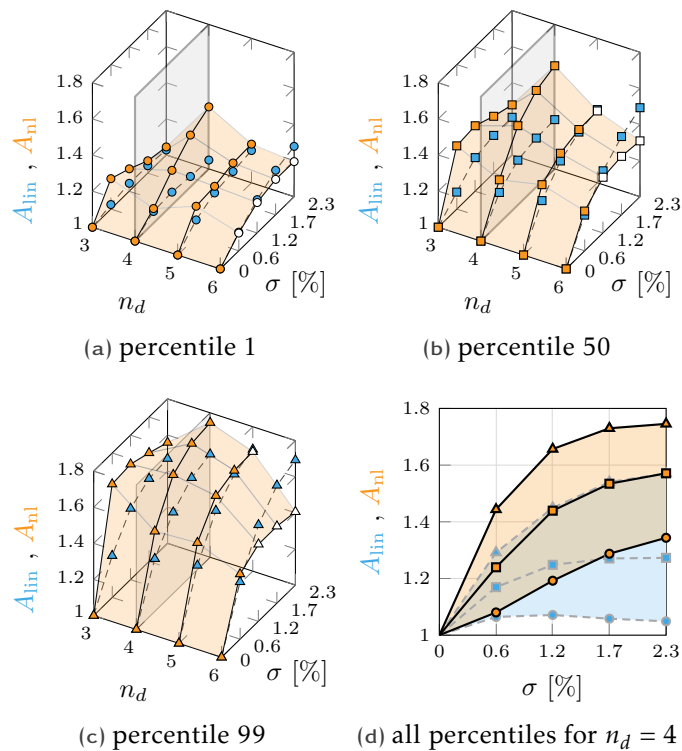 1.8
1.6
1.4
1.2
1
A_lin , A_nl
3
4
5
6
n_d
0
0.6
1.2
1.7
2.3
σ [%]
(a) percentile 1
1.8
1.6
1.4
1.2
1
A_lin , A_nl
3
4
5
6
n_d
0
0.6
1.2
1.7
2.3
σ [%]
(b) percentile 50
1.8
1.6
1.4
1.2
1
A_lin , A_nl
3
4
5
6
n_d
0
0.6
1.2
1.7
2.3
σ [%]
(c) percentile 99
1.8
1.6
1.4
1.2
1
A_lin , A_nl
0 0.6 1.2 1.7 2.3
σ [%]
(d) all percentiles for n_d = 4